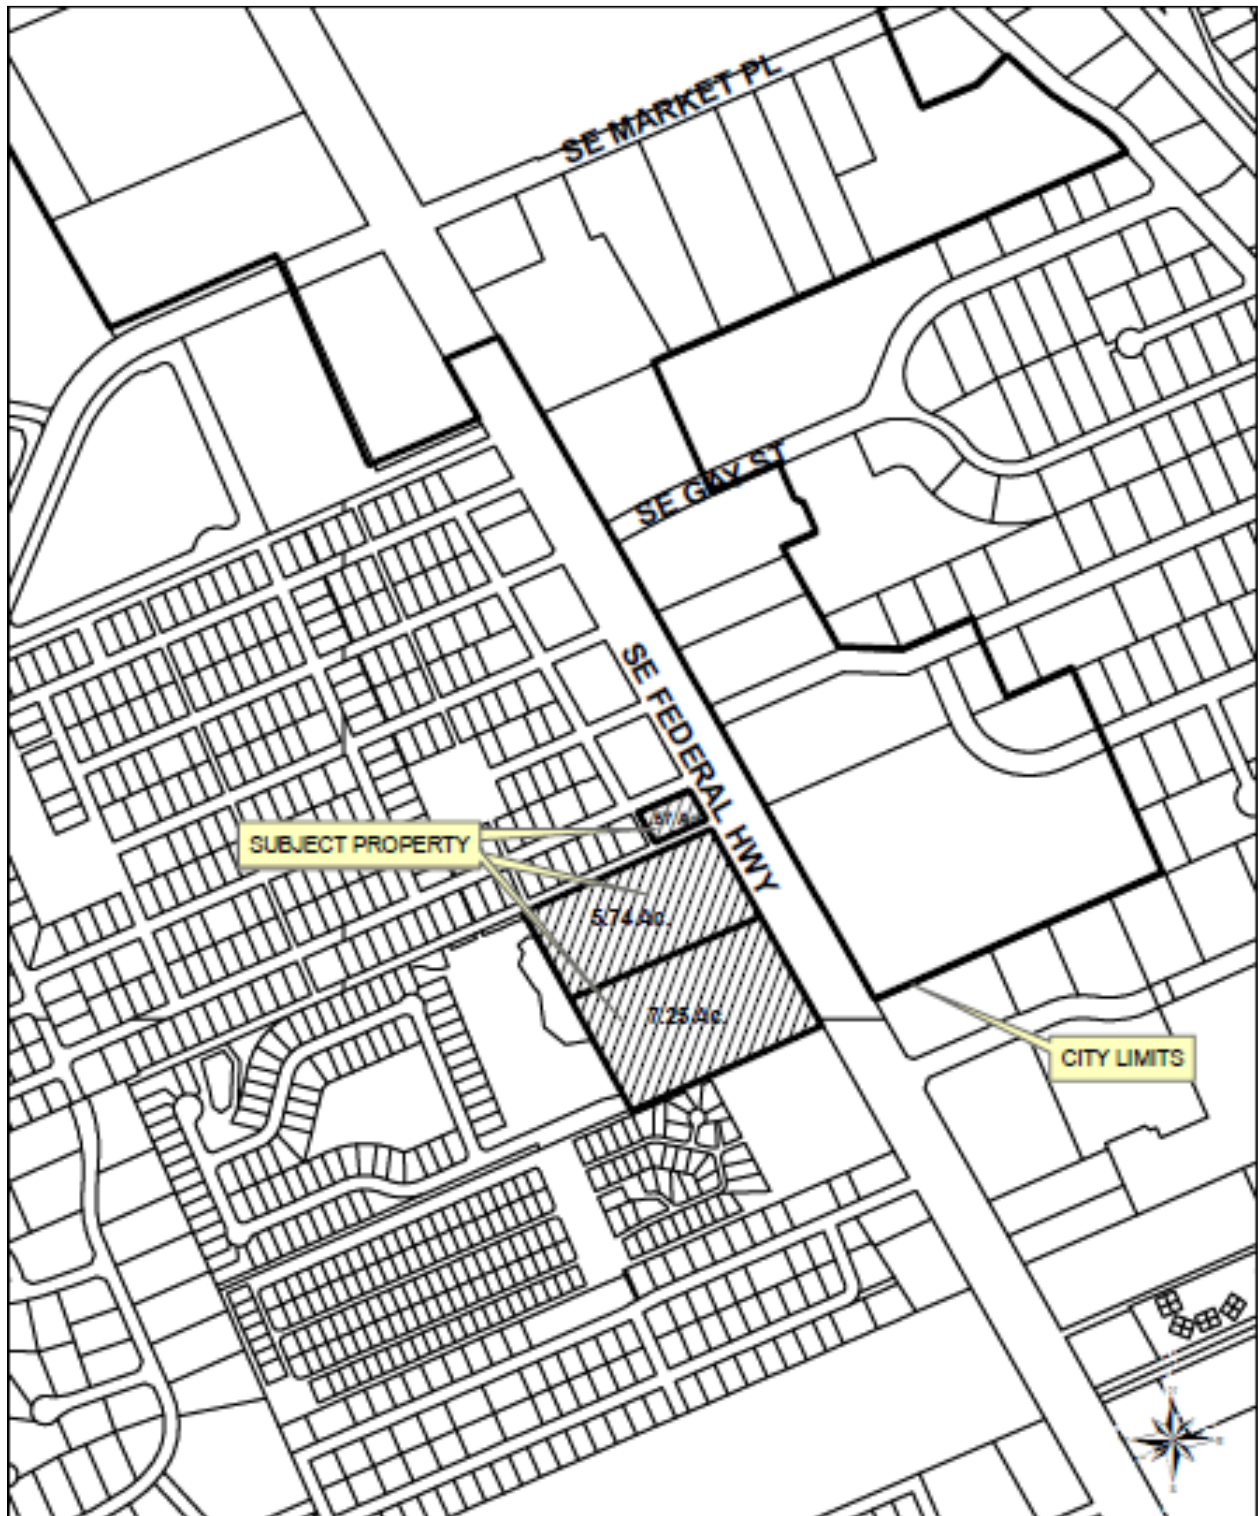 SE MARKET PL
SE GAY ST
SE FEDERAL HWY
SUBJECT PROPERTY
5.74 Ac.
7.25 Ac.
CITY LIMITS